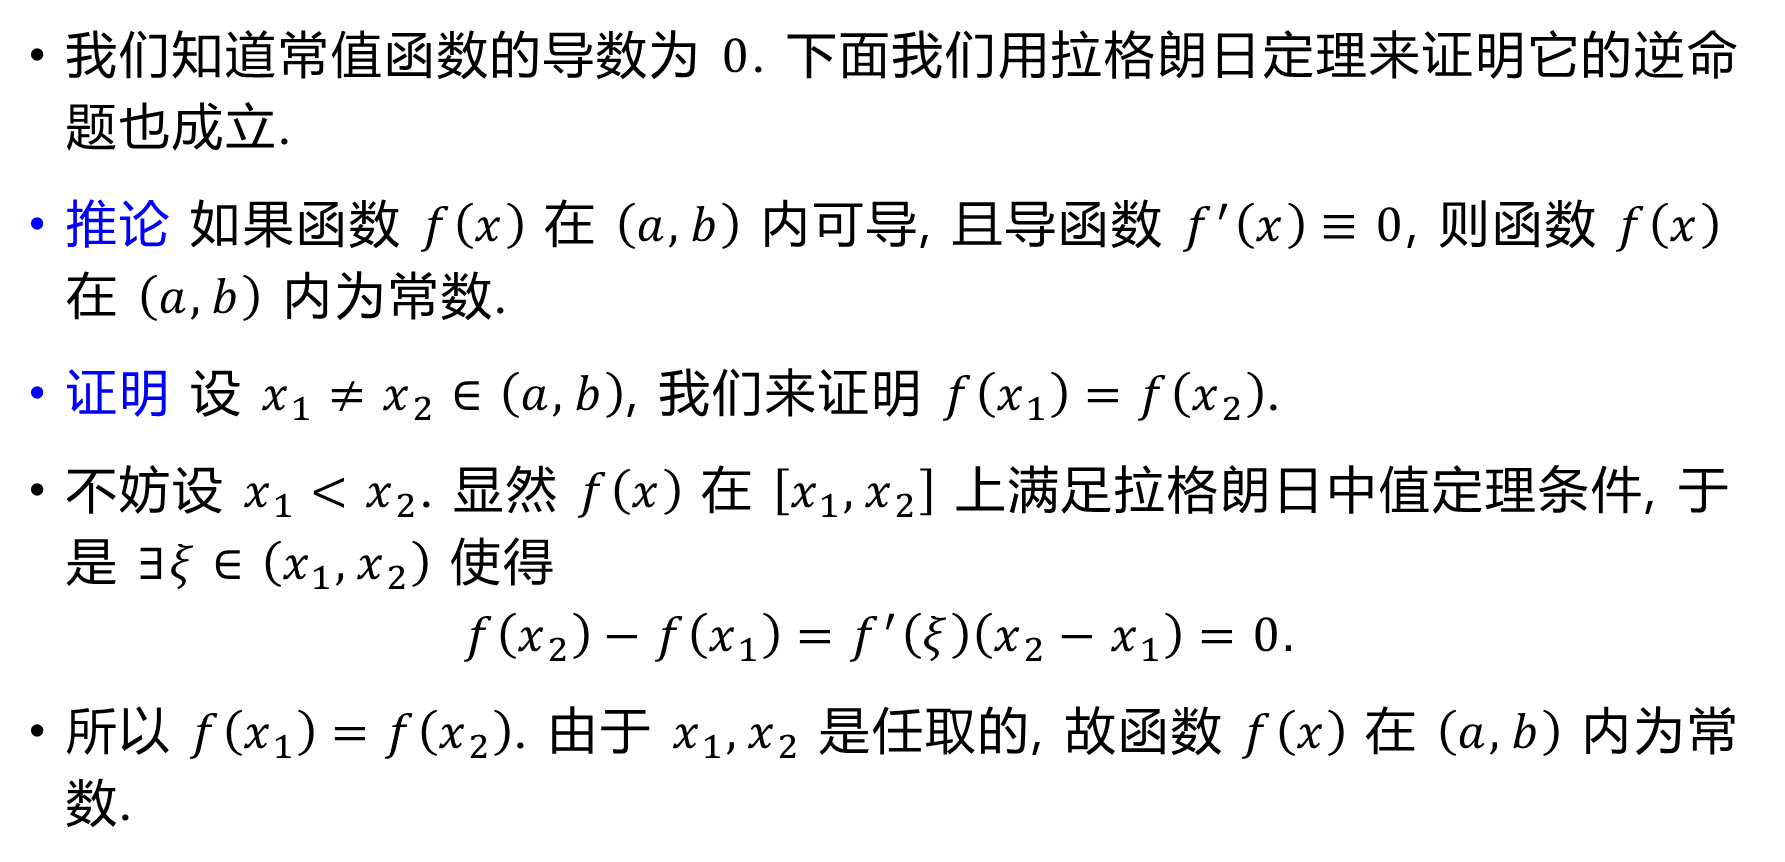 • 我们知道常值函数的导数为 0. 下面我们用拉格朗日定理来证明它的逆命
题也成立.
• 推论 如果函数 f(x) 在 (a, b) 内可导, 且导函数 f′(x) ≡ 0, 则函数 f(x)
在 (a, b) 内为常数.
• 证明 设 x₁ ≠ x₂ ∈ (a, b), 我们来证明 f(x₁) = f(x₂).
• 不妨设 x₁ < x₂. 显然 f(x) 在 [x₁, x₂] 上满足拉格朗日中值定理条件, 于
是 ∃ξ ∈ (x₁, x₂) 使得
f(x₂) − f(x₁) = f′(ξ)(x₂ − x₁) = 0.
• 所以 f(x₁) = f(x₂). 由于 x₁, x₂ 是任取的, 故函数 f(x) 在 (a, b) 内为常
数.